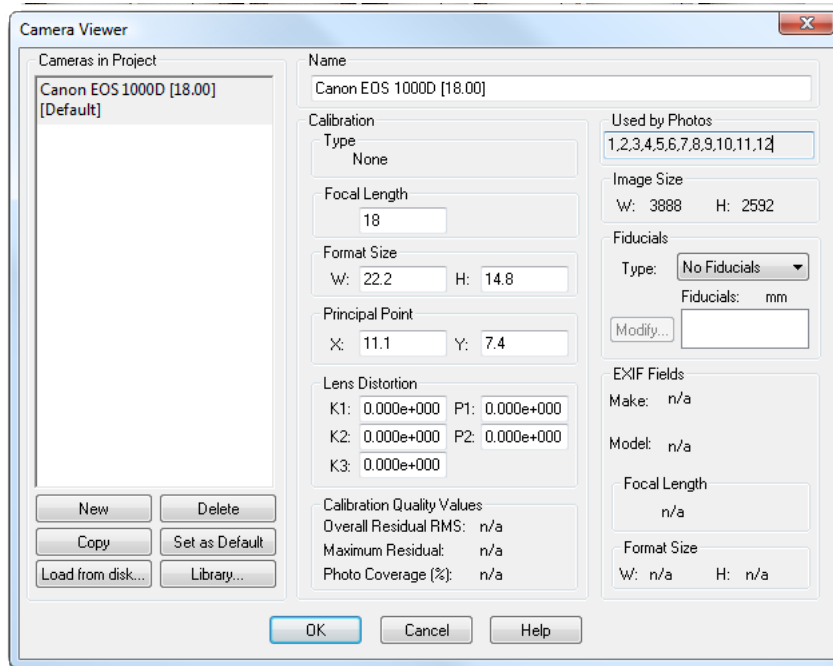 Camera Viewer
Cameras in Project
Canon EOS 1000D [18.00]
[Default]
New
Delete
Copy
Set as Default
Load from disk...
Library...
Name
Canon EOS 1000D [18.00]
Calibration
Type
None
Focal Length
18
Format Size
W: 22.2 H: 14.8
Principal Point
X: 11.1 Y: 7.4
Lens Distortion
K1: 0.000e+000 P1: 0.000e+000
K2: 0.000e+000 P2: 0.000e+000
K3: 0.000e+000
Calibration Quality Values
Overall Residual RMS: n/a
Maximum Residual: n/a
Photo Coverage (%): n/a
Used by Photos
1,2,3,4,5,6,7,8,9,10,11,12
Image Size
W: 3888 H: 2592
Fiducials
Type: No Fiducials
Fiducials: mm
Modify...
EXIF Fields
Make: n/a
Model: n/a
Focal Length
n/a
Format Size
W: n/a H: n/a
OK
Cancel
Help